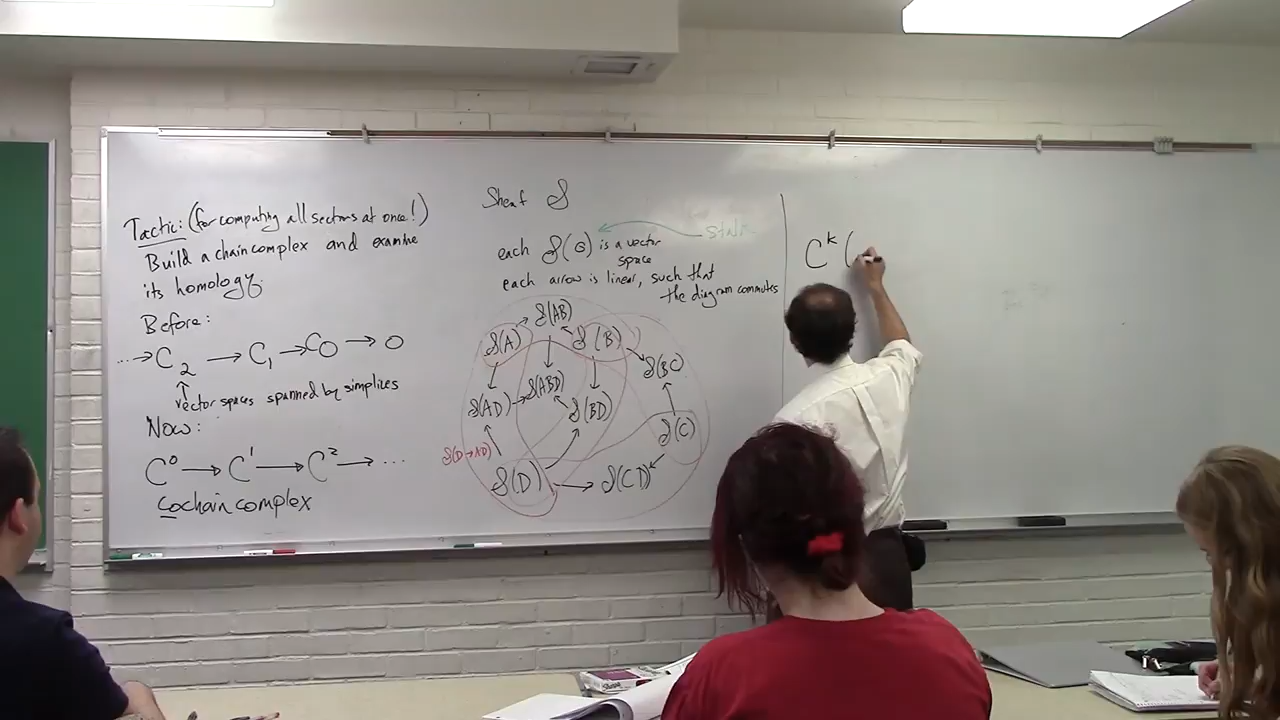 Tactic: (for computing all sections at once!)
Build a chain complex and examine
its homology.
Before:
... → C₂ → C₁ → C₀ → 0
vector spaces spanned by simplices
Now:
C⁰ → C¹ → C² → ...
cochain complex
Sheaf 𝒮
each 𝒮(σ) is a vector
space
each arrow is linear, such that
the diagram commutes
𝒮(AB)
𝒮(A) 𝒮(B)
𝒮(BC)
𝒮(ABD)
𝒮(AD) 𝒮(BD)
𝒮(C)
𝒮(D→AD)
𝒮(D) 𝒮(CD)
Cᵏ(